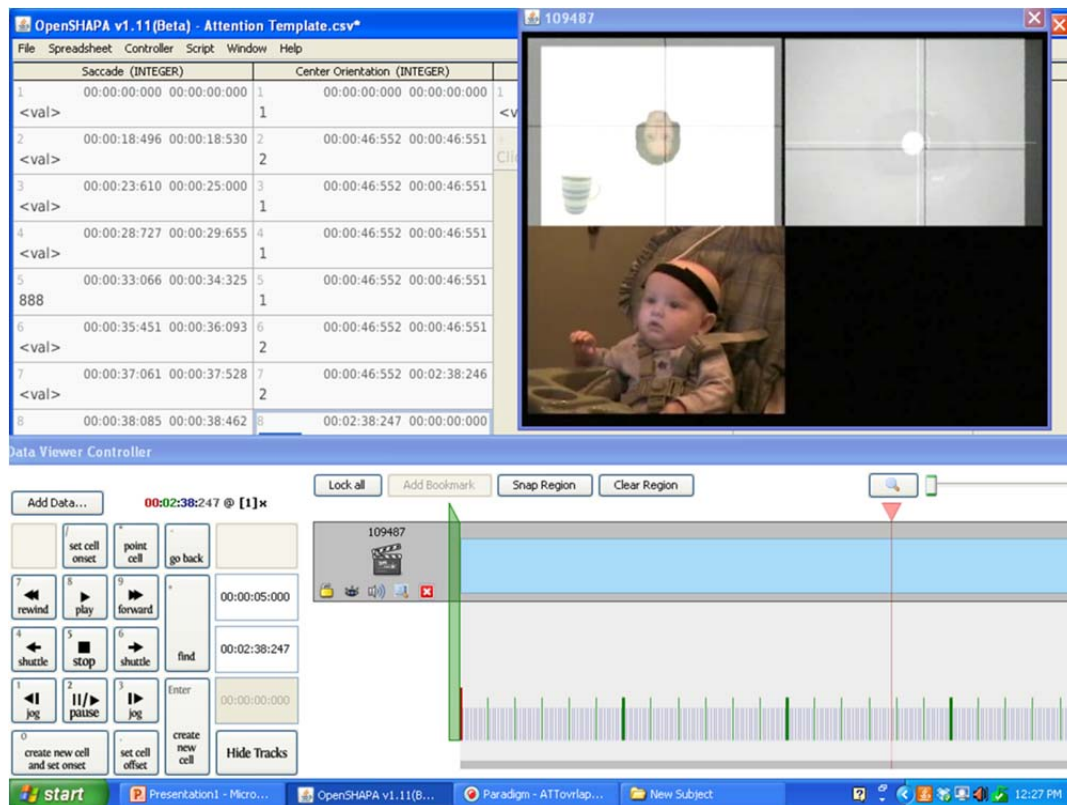 OpenSHAPA v1.11(Beta) - Attention Template.csv*
109487
File Spreadsheet Controller Script Window Help
Saccade (INTEGER) Center Orientation (INTEGER)
1 00:00:00:000 00:00:00:000 1 00:00:00:000 00:00:00:000 1
<val> 1 <v
2 00:00:18:496 00:00:18:530 2 00:00:46:552 00:00:46:551
<val> 2 Clic
3 00:00:23:610 00:00:25:000 3 00:00:46:552 00:00:46:551
<val> 1
4 00:00:28:727 00:00:29:655 4 00:00:46:552 00:00:46:551
<val> 1
5 00:00:33:066 00:00:34:325 5 00:00:46:552 00:00:46:551
888 1
6 00:00:35:451 00:00:36:093 6 00:00:46:552 00:00:46:551
<val> 2
7 00:00:37:061 00:00:37:528 7 00:00:46:552 00:02:38:246
<val> 2
8 00:00:38:085 00:00:38:462 8 00:02:38:247 00:00:00:000
Data Viewer Controller
Add Data... 00:02:38:247 @ [1]x
Lock all Add Bookmark Snap Region Clear Region
109487
/ set cell onset
* point cell
- go back
7 rewind
8 play
9 forward
+ find
00:00:05:000
4 shuttle
5 stop
6 shuttle
00:02:38:247
1 jog
2 pause
3 jog
Enter create new cell
00:00:00:000
0 create new cell and set onset
. set cell offset
Hide Tracks
start Presentation1 - Micro... OpenSHAPA v1.11(B... Paradigm - ATTovrlap... New Subject 12:27 PM